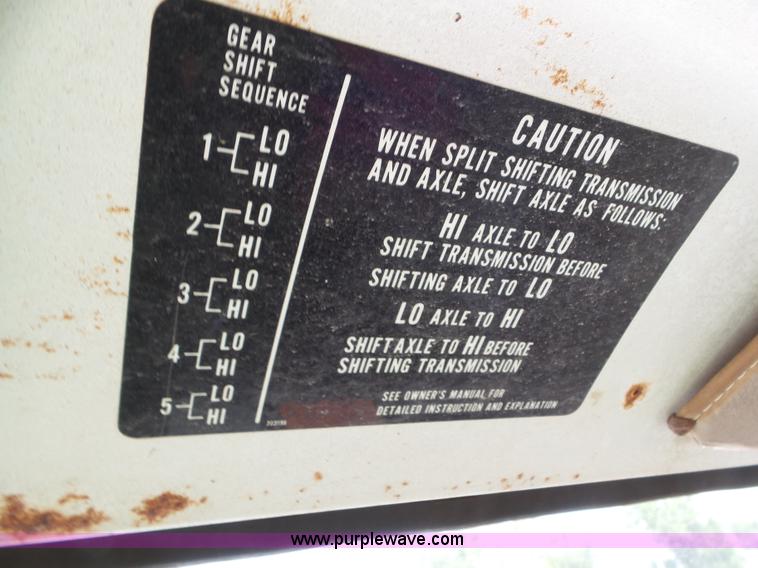 GEAR
SHIFT
SEQUENCE
1 LO
HI
2 LO
HI
3 LO
HI
4 LO
HI
5 LO
HI
CAUTION
WHEN SPLIT SHIFTING TRANSMISSION
AND AXLE, SHIFT AXLE AS FOLLOWS:
HI AXLE TO LO
SHIFT TRANSMISSION BEFORE
SHIFTING AXLE TO LO
LO AXLE TO HI
SHIFT AXLE TO HI BEFORE
SHIFTING TRANSMISSION
SEE OWNER'S MANUAL FOR
DETAILED INSTRUCTION AND EXPLANATION
www.purplewave.com